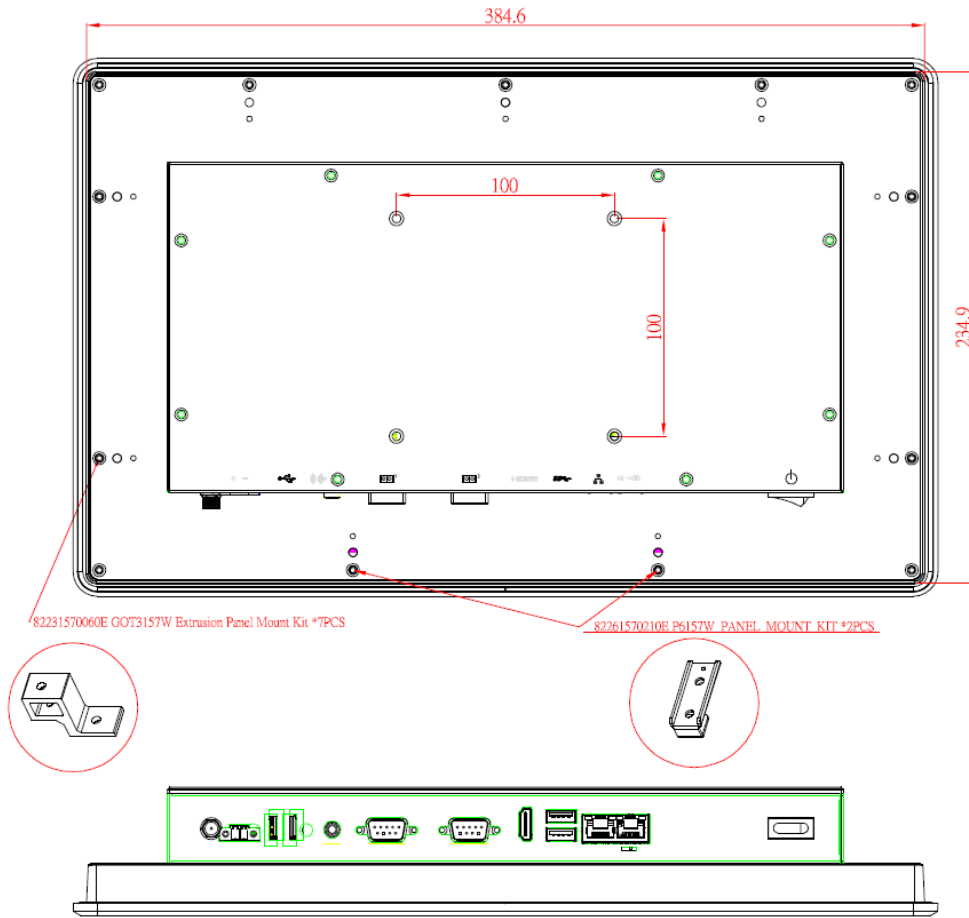 384.6
100
100
234.9
+ -
HDMI
82231570060E GOT3157W Extrusion Panel Mount Kit *7PCS
82261570210E P6157W PANEL MOUNT KIT *2PCS